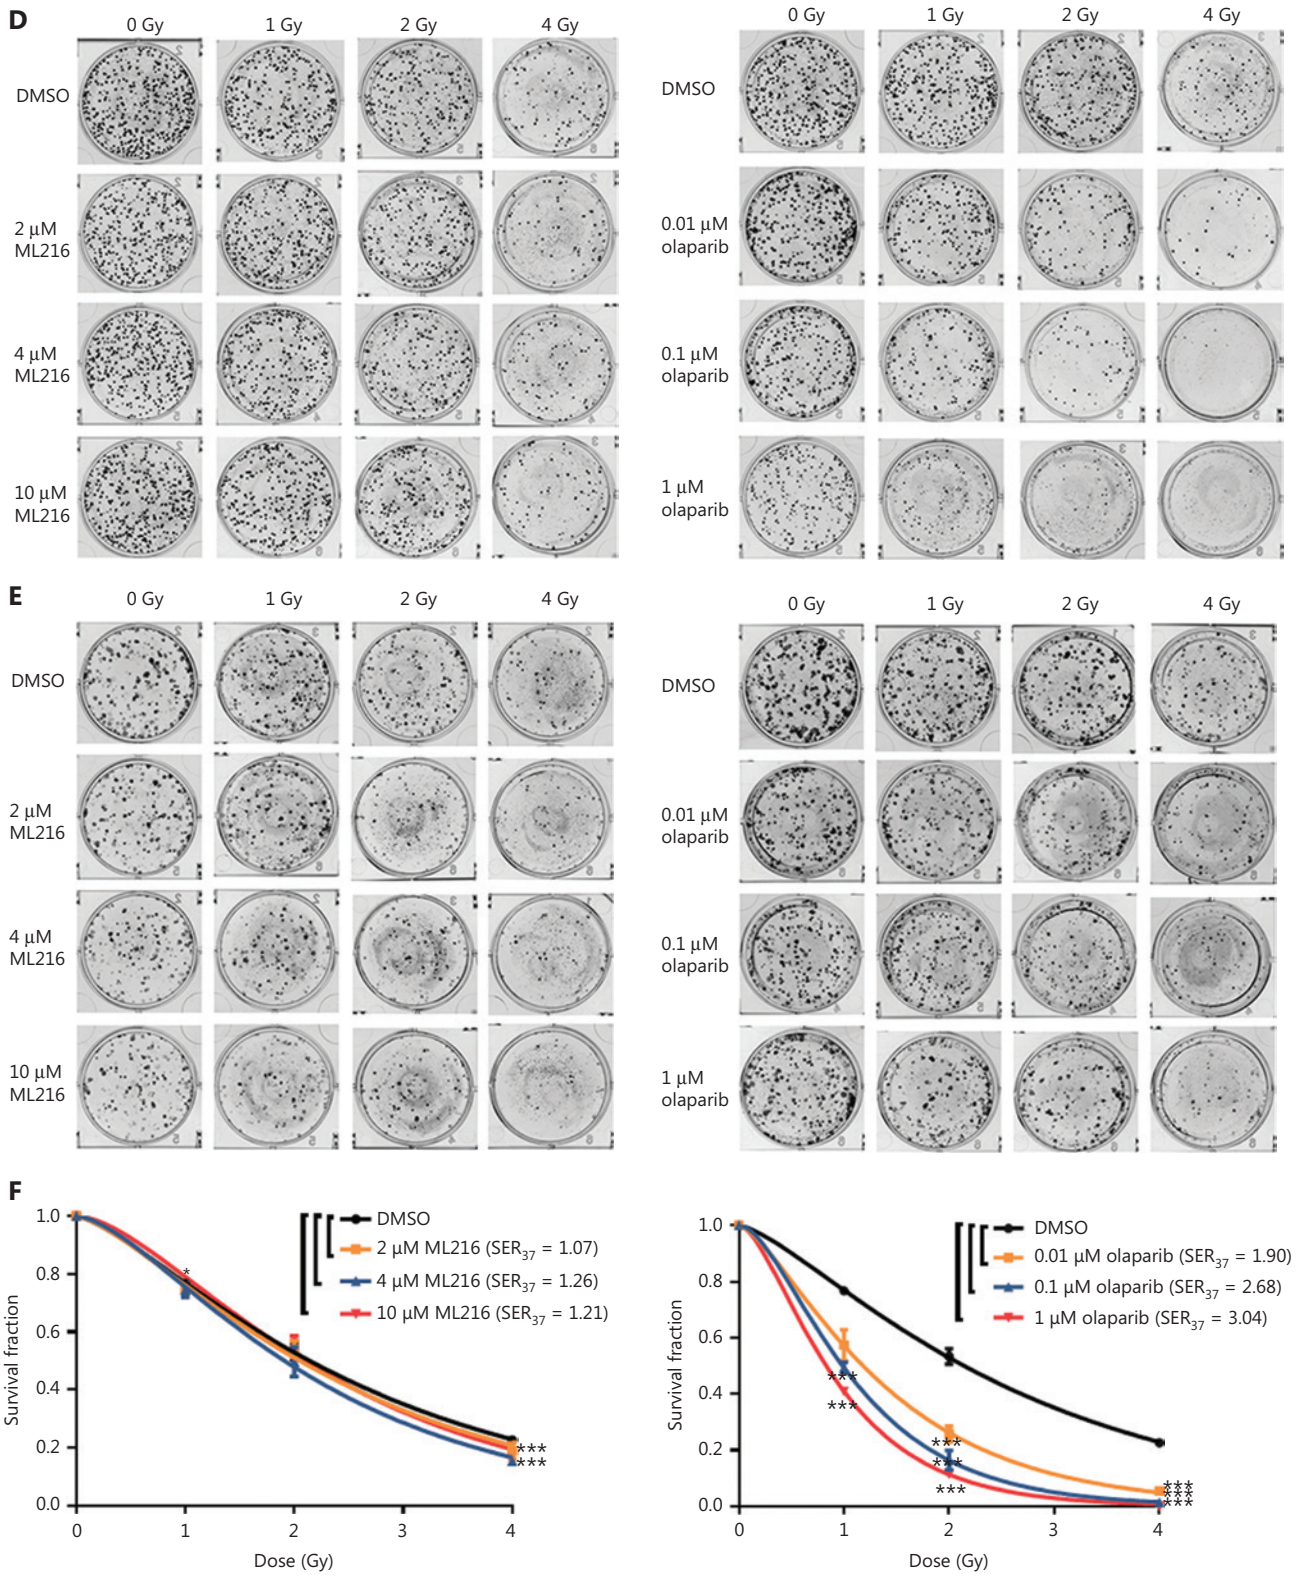 D
0 Gy 1 Gy 2 Gy 4 Gy
DMSO
2 μM
ML216
4 μM
ML216
10 μM
ML216
0 Gy 1 Gy 2 Gy 4 Gy
DMSO
0.01 μM
olaparib
0.1 μM
olaparib
1 μM
olaparib
E
0 Gy 1 Gy 2 Gy 4 Gy
DMSO
2 μM
ML216
4 μM
ML216
10 μM
ML216
0 Gy 1 Gy 2 Gy 4 Gy
DMSO
0.01 μM
olaparib
0.1 μM
olaparib
1 μM
olaparib
F
Survival fraction
1.0
0.8
0.6
0.4
0.2
0.0
0 1 2 3 4
Dose (Gy)
DMSO
2 μM ML216 (SER37 = 1.07)
4 μM ML216 (SER37 = 1.26)
10 μM ML216 (SER37 = 1.21)
*
***
***
Survival fraction
1.0
0.8
0.6
0.4
0.2
0.0
0 1 2 3 4
Dose (Gy)
DMSO
0.01 μM olaparib (SER37 = 1.90)
0.1 μM olaparib (SER37 = 2.68)
1 μM olaparib (SER37 = 3.04)
***
***
***
***
***
***
***
***